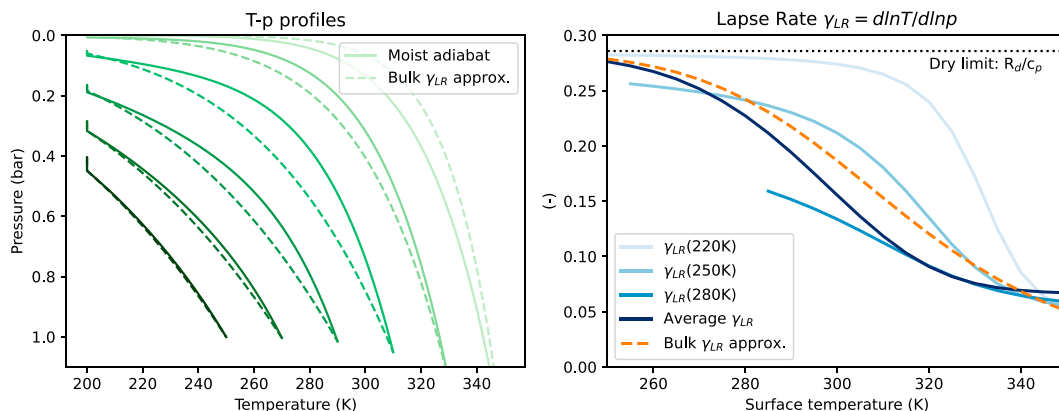 T-p profiles
0.0
0.2
0.4
0.6
0.8
1.0
Pressure (bar)
200
220
240
260
280
300
320
340
Temperature (K)
Moist adiabat
Bulk γLR approx.
Lapse Rate γLR = dlnT/dlnp
0.30
0.25
0.20
0.15
0.10
0.05
0.00
(-)
Dry limit: Rd/cp
γLR(220K)
γLR(250K)
γLR(280K)
Average γLR
Bulk γLR approx.
260
280
300
320
340
Surface temperature (K)